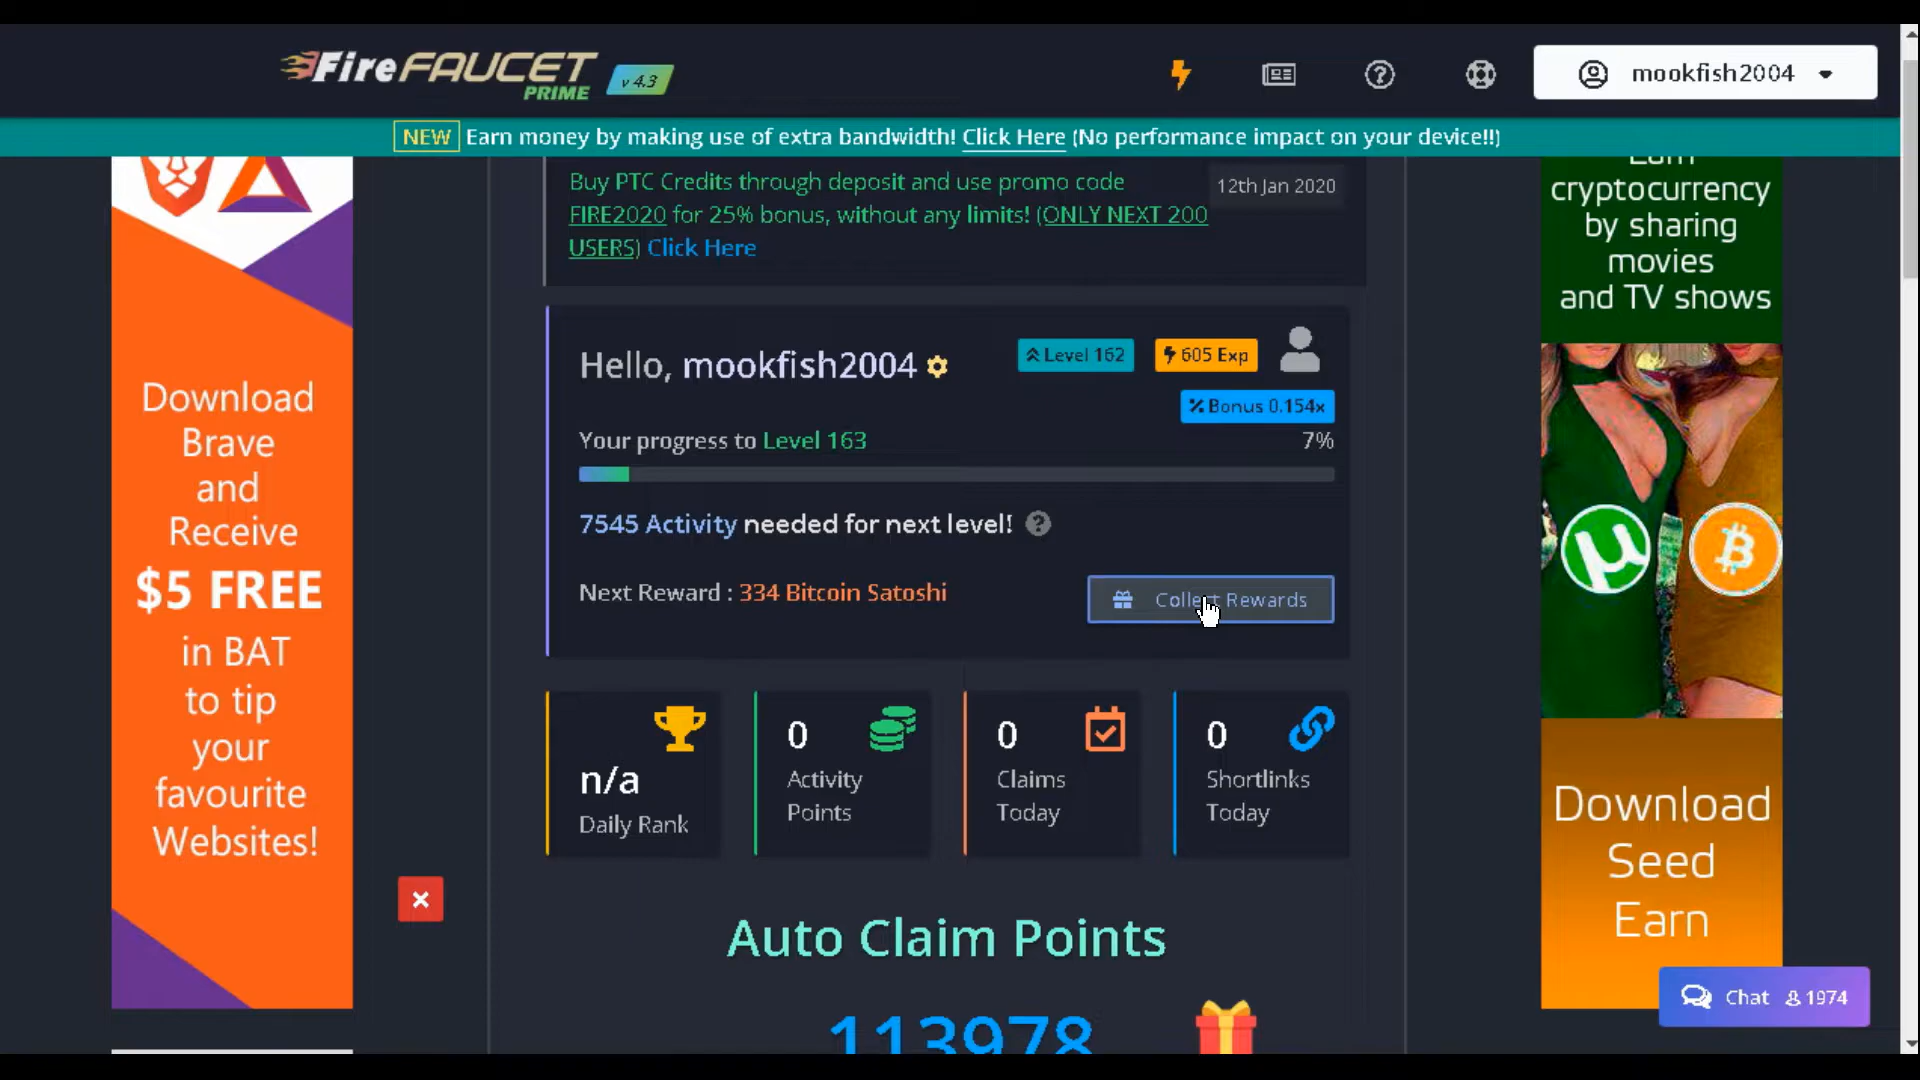 FireFAUCET
PRIME
v 4.3
mookfish2004
NEW Earn money by making use of extra bandwidth! Click Here (No performance impact on your device!!)
Buy PTC Credits through deposit and use promo code
FIRE2020 for 25% bonus, without any limits! (ONLY NEXT 200
USERS) Click Here
12th Jan 2020
Hello, mookfish2004
Level 162
605 Exp
Bonus 0.154x
Your progress to Level 163
7%
7545 Activity needed for next level!
Next Reward : 334 Bitcoin Satoshi
Collect Rewards
n/a
Daily Rank
0
Activity
Points
0
Claims
Today
0
Shortlinks
Today
Auto Claim Points
113978
Download
Brave
and
Receive
$5 FREE
in BAT
to tip
your
favourite
Websites!
Earn
cryptocurrency
by sharing
movies
and TV shows
Download
Seed
Earn
Chat 1974